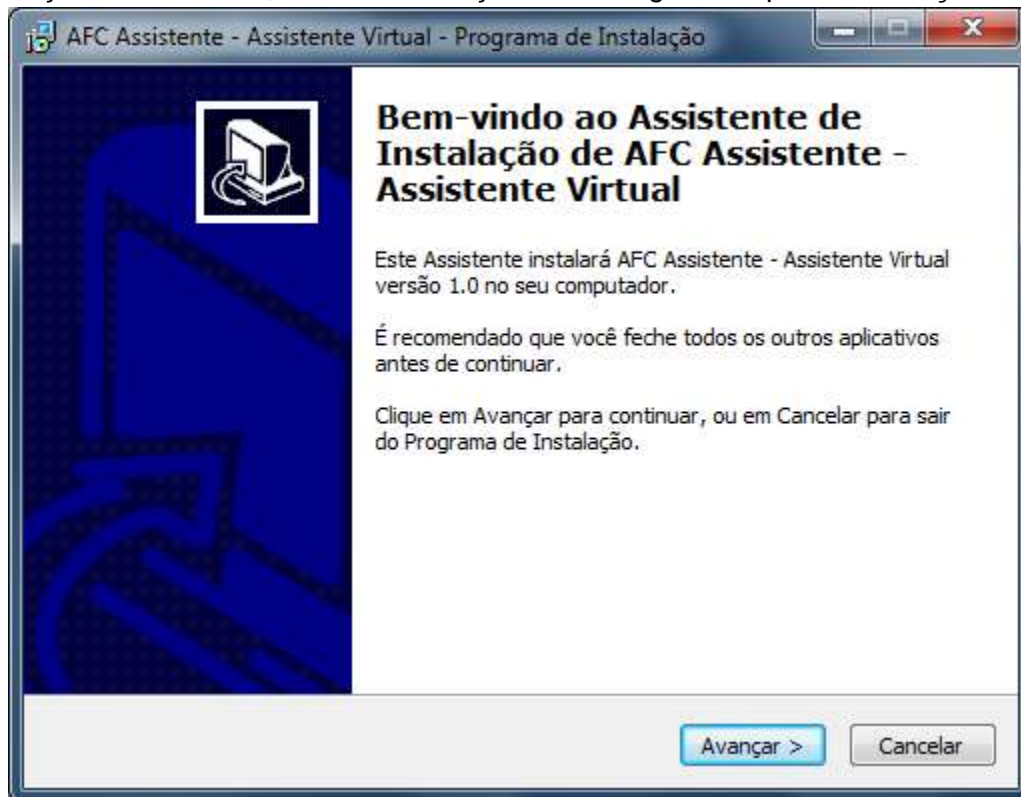 AFC Assistente - Assistente Virtual - Programa de Instalação
Bem-vindo ao Assistente de
Instalação de AFC Assistente -
Assistente Virtual
Este Assistente instalará AFC Assistente - Assistente Virtual
versão 1.0 no seu computador.
É recomendado que você feche todos os outros aplicativos
antes de continuar.
Clique em Avançar para continuar, ou em Cancelar para sair
do Programa de Instalação.
Avançar >
Cancelar